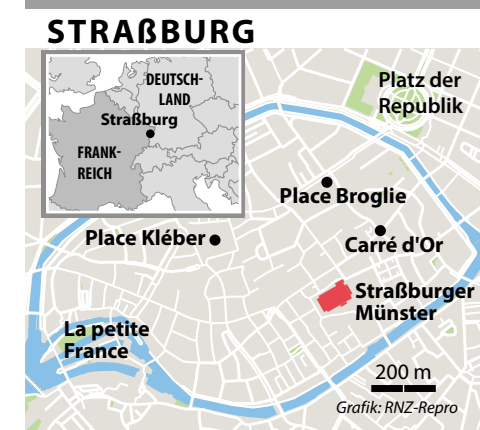 STRAßBURG
DEUTSCH-
LAND
Straßburg
FRANK-
REICH
Platz der
Republik
Place Broglie
Place Kléber
Carré d'Or
Straßburger
Münster
La petite
France
200 m
Grafik: RNZ-Repro